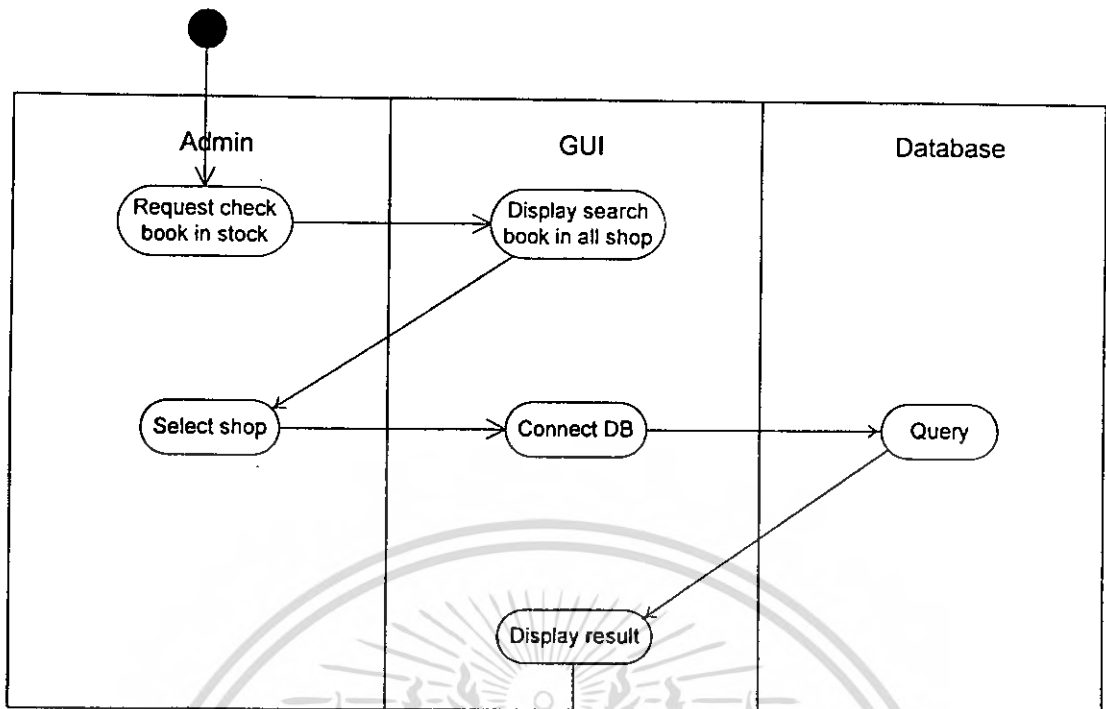 Admin
GUI
Database
Request check
book in stock
Display search
book in all shop
Select shop
Connect DB
Query
Display result